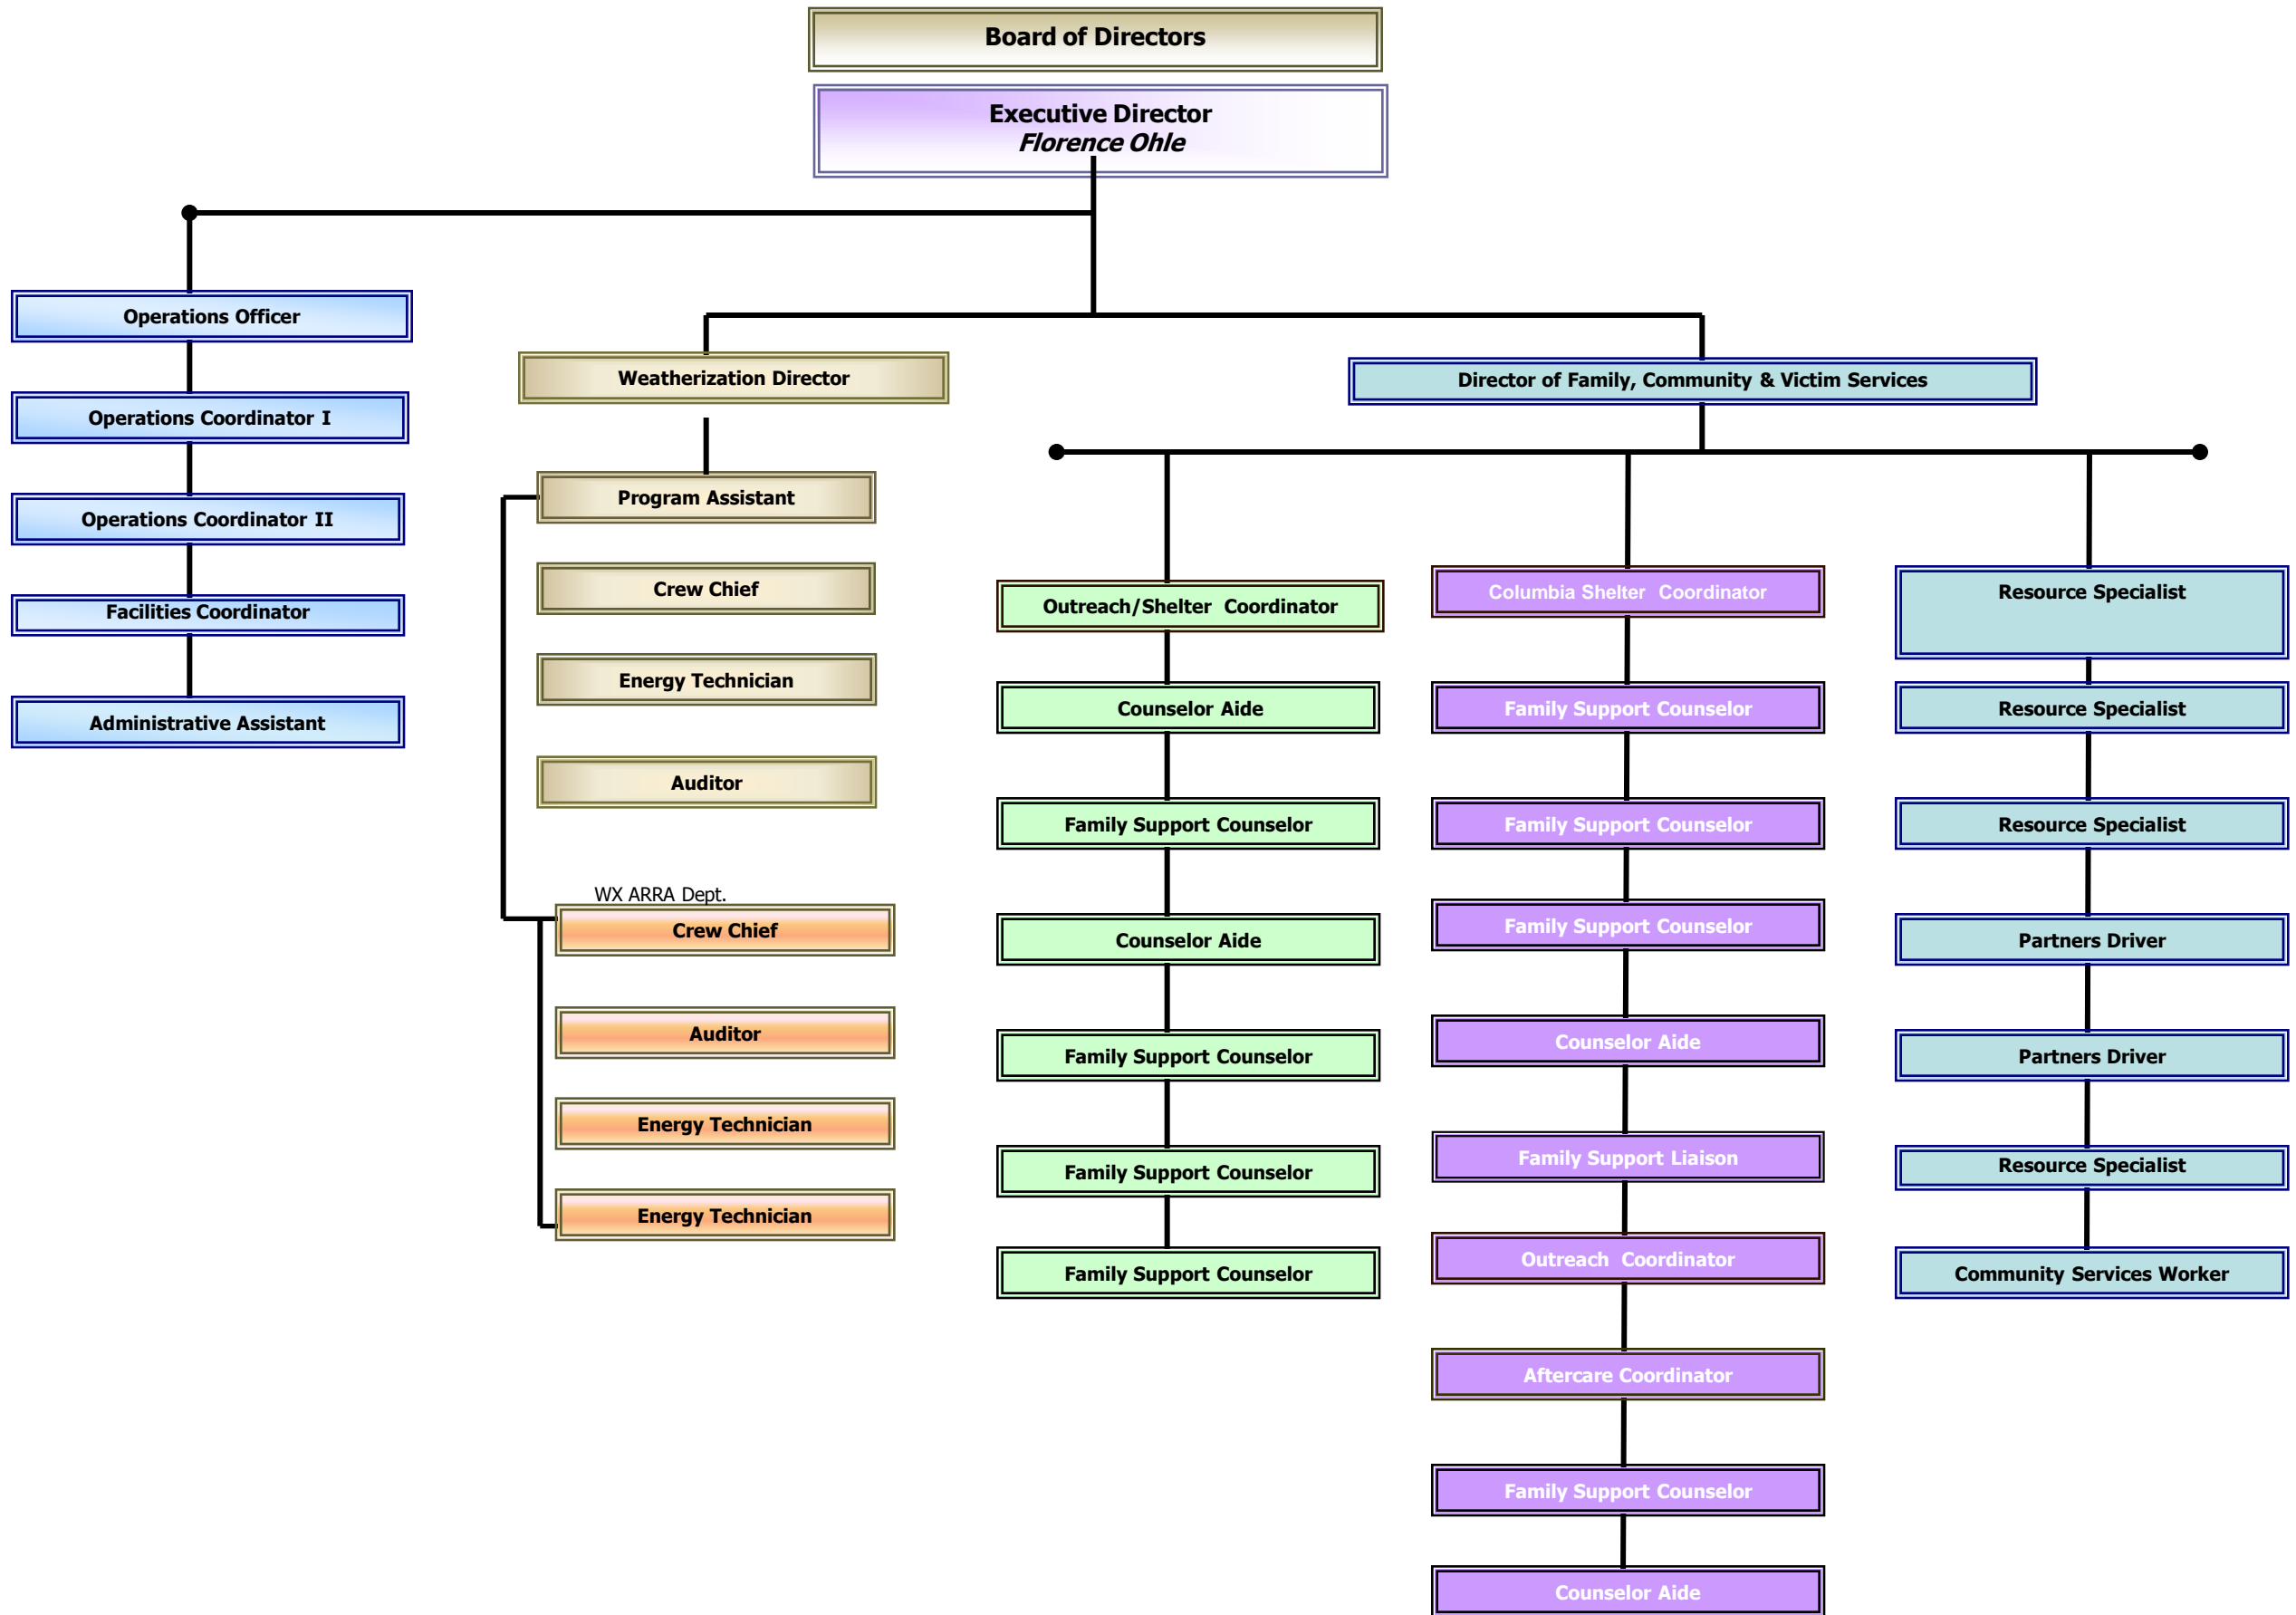 Board of Directors
Executive Director
Florence Ohle
Operations Officer
Operations Coordinator I
Operations Coordinator II
Facilities Coordinator
Administrative Assistant
Weatherization Director
Program Assistant
Crew Chief
Energy Technician
Auditor
WX ARRA Dept.
Crew Chief
Auditor
Energy Technician
Energy Technician
Director of Family, Community & Victim Services
Outreach/Shelter Coordinator
Counselor Aide
Family Support Counselor
Counselor Aide
Family Support Counselor
Family Support Counselor
Family Support Counselor
Columbia Shelter Coordinator
Family Support Counselor
Family Support Counselor
Family Support Counselor
Counselor Aide
Family Support Liaison
Outreach Coordinator
Aftercare Coordinator
Family Support Counselor
Counselor Aide
Resource Specialist
Resource Specialist
Resource Specialist
Partners Driver
Partners Driver
Resource Specialist
Community Services Worker